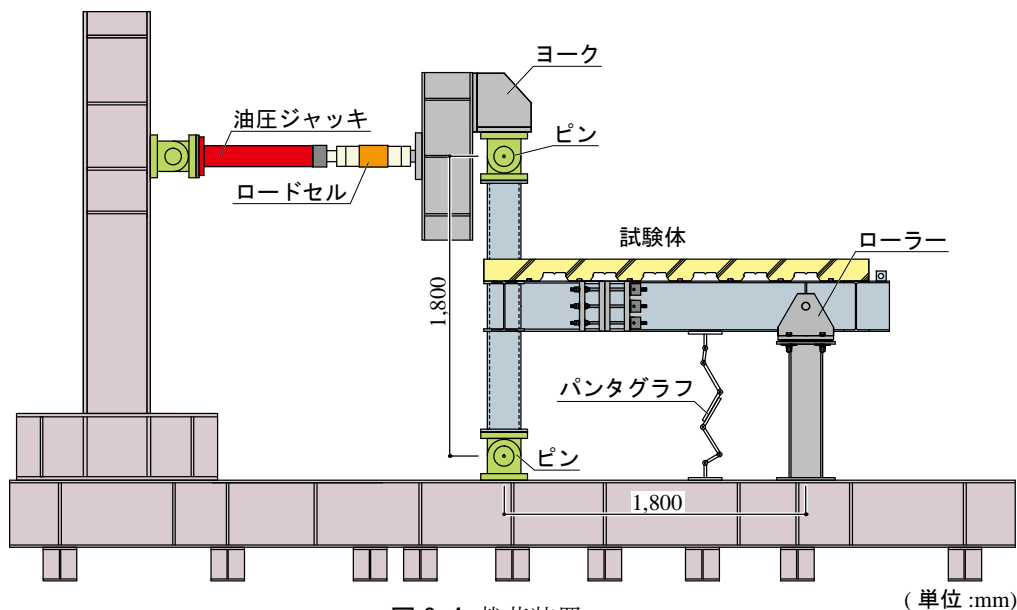 ヨーク
油圧ジャッキ
ピン
ロードセル
試験体
ローラー
1,800
パンタグラフ
ピン
1,800
(単位:mm)